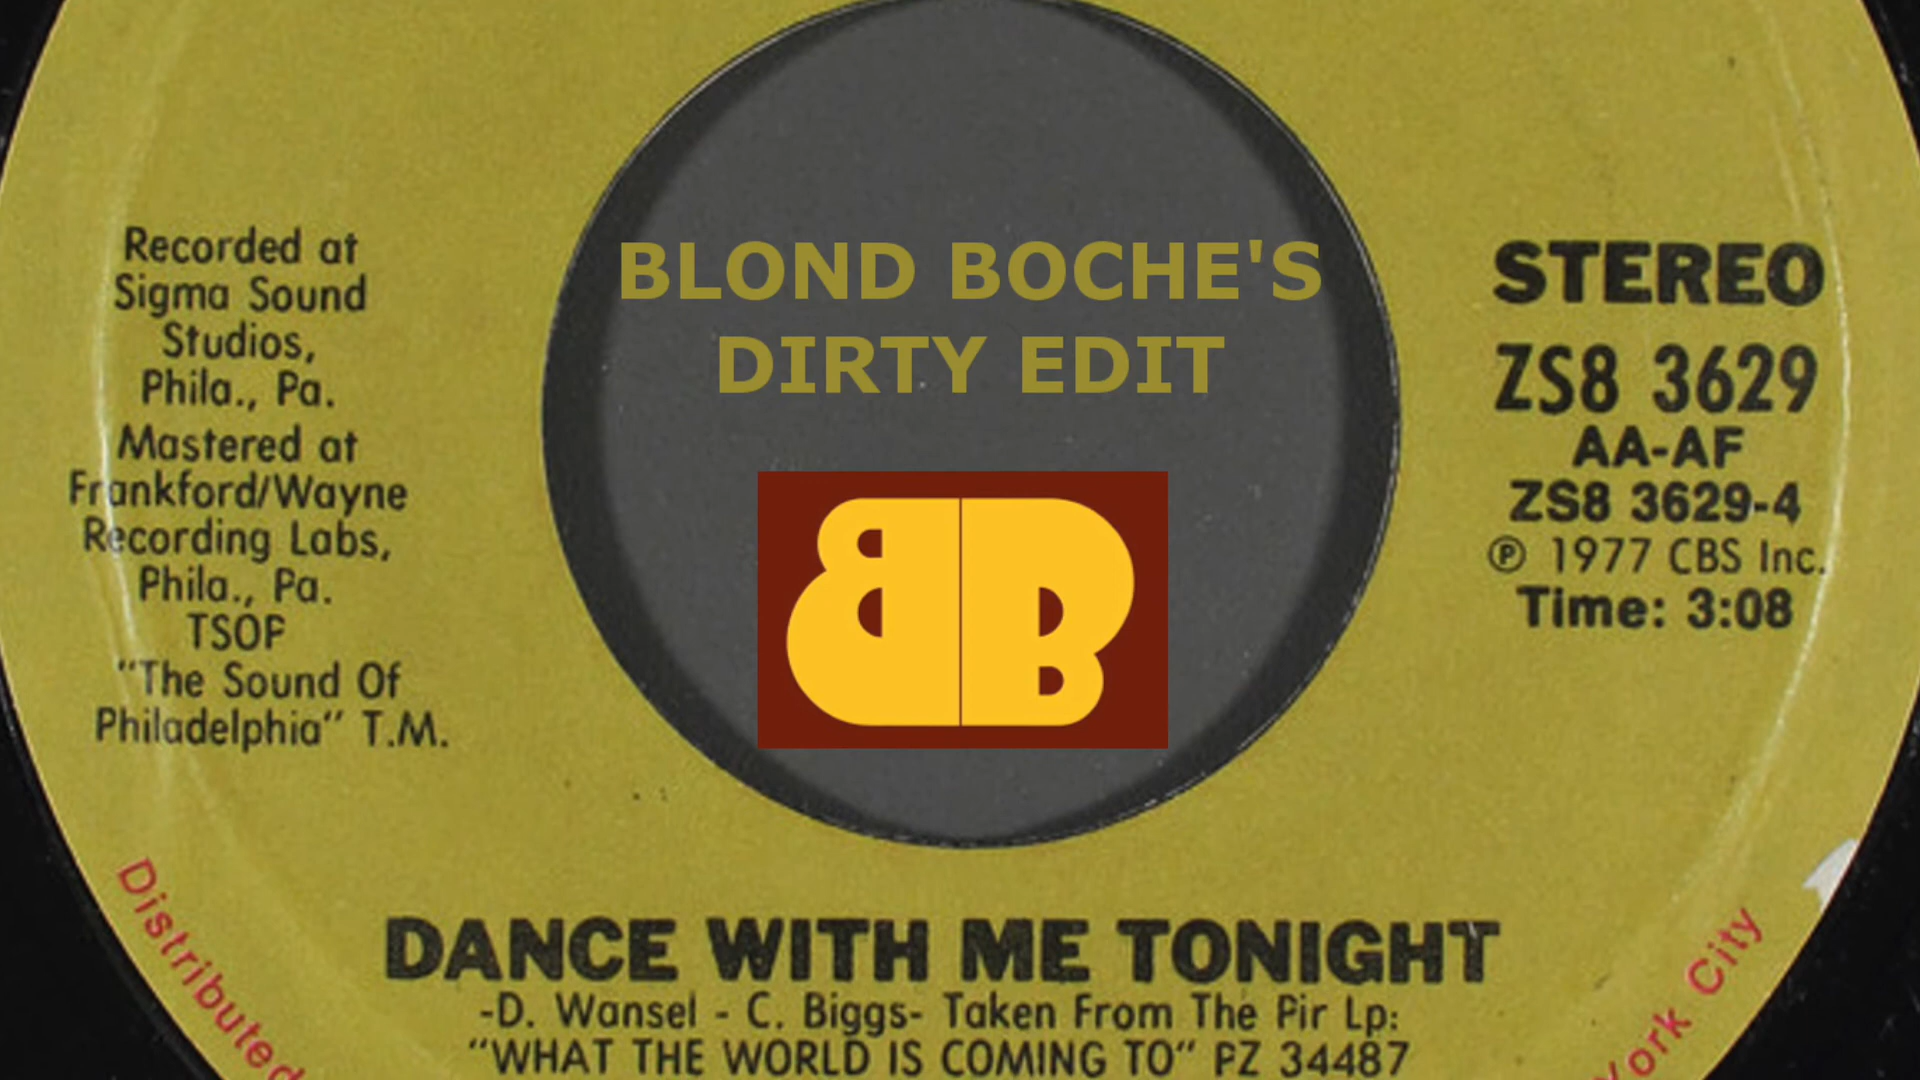 Recorded at
Sigma Sound
Studios,
Phila., Pa.
Mastered at
Frankford/Wayne
Recording Labs,
Phila., Pa.
TSOP
"The Sound Of
Philadelphia" T.M.
BLOND BOCHE'S
DIRTY EDIT
BB
STEREO
ZS8 3629
AA-AF
ZS8 3629-4
℗ 1977 CBS Inc.
Time: 3:08
DANCE WITH ME TONIGHT
-D. Wansel - C. Biggs- Taken From The Pir Lp:
"WHAT THE WORLD IS COMING TO" PZ 34487
Distributed
York City